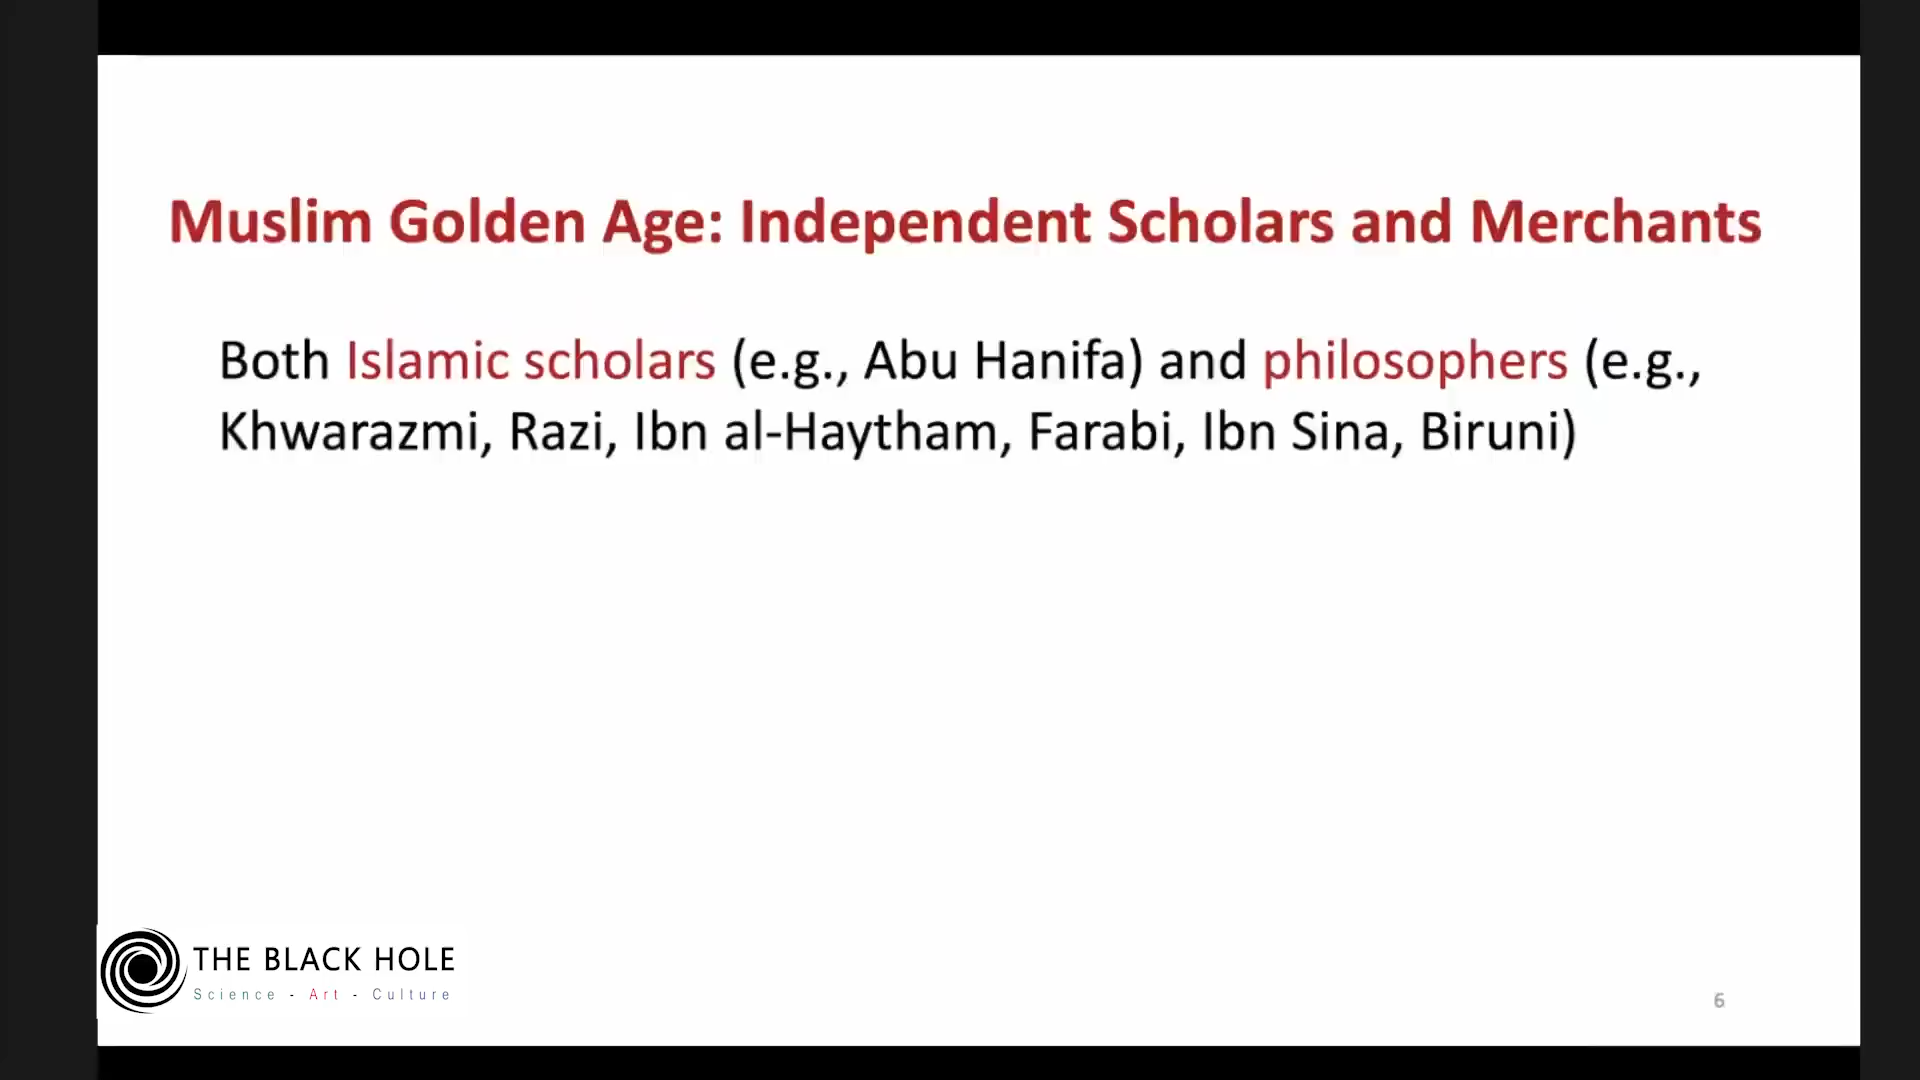 Muslim Golden Age: Independent Scholars and Merchants
Both Islamic scholars (e.g., Abu Hanifa) and philosophers (e.g.,
Khwarazmi, Razi, Ibn al-Haytham, Farabi, Ibn Sina, Biruni)
THE BLACK HOLE
Science - Art - Culture
6